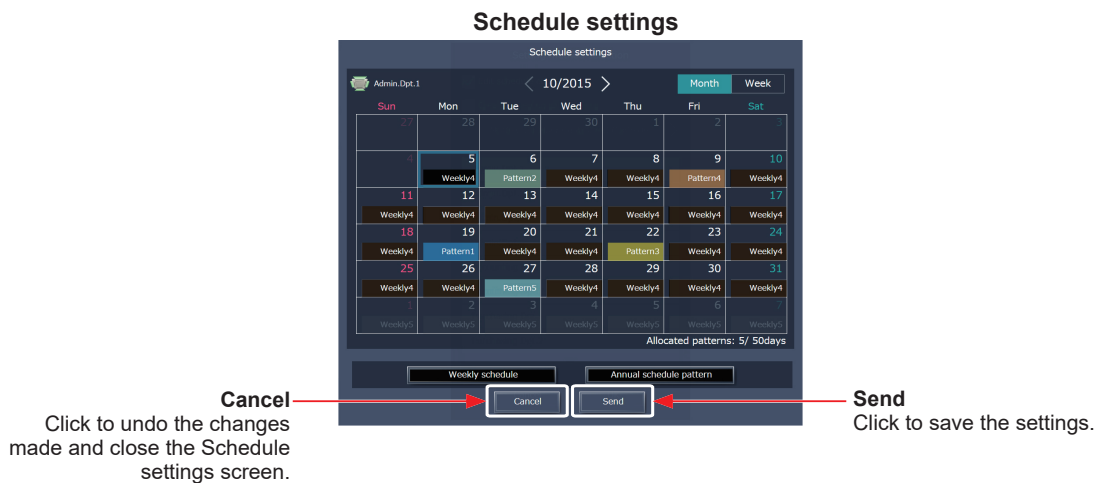 Schedule settings
Schedule settings
Admin.Dpt.1
10/2015
Month Week
Sun Mon Tue Wed Thu Fri Sat
27 28 29 30 1 2 3
4 5 6 7 8 9 10
Weekly4 Pattern2 Weekly4 Weekly4 Pattern4 Weekly4
11 12 13 14 15 16 17
Weekly4 Weekly4 Weekly4 Weekly4 Weekly4 Weekly4 Weekly4
18 19 20 21 22 23 24
Weekly4 Pattern1 Weekly4 Weekly4 Pattern3 Weekly4 Weekly4
25 26 27 28 29 30 31
Weekly4 Weekly4 Pattern5 Weekly4 Weekly4 Weekly4 Weekly4
1 2 3 4 5 6 7
Weekly5 Weekly5 Weekly5 Weekly5 Weekly5 Weekly5 Weekly5
Allocated patterns: 5/ 50days
Weekly schedule Annual schedule pattern
Cancel Send
Cancel
Click to undo the changes
made and close the Schedule
settings screen.
Send
Click to save the settings.